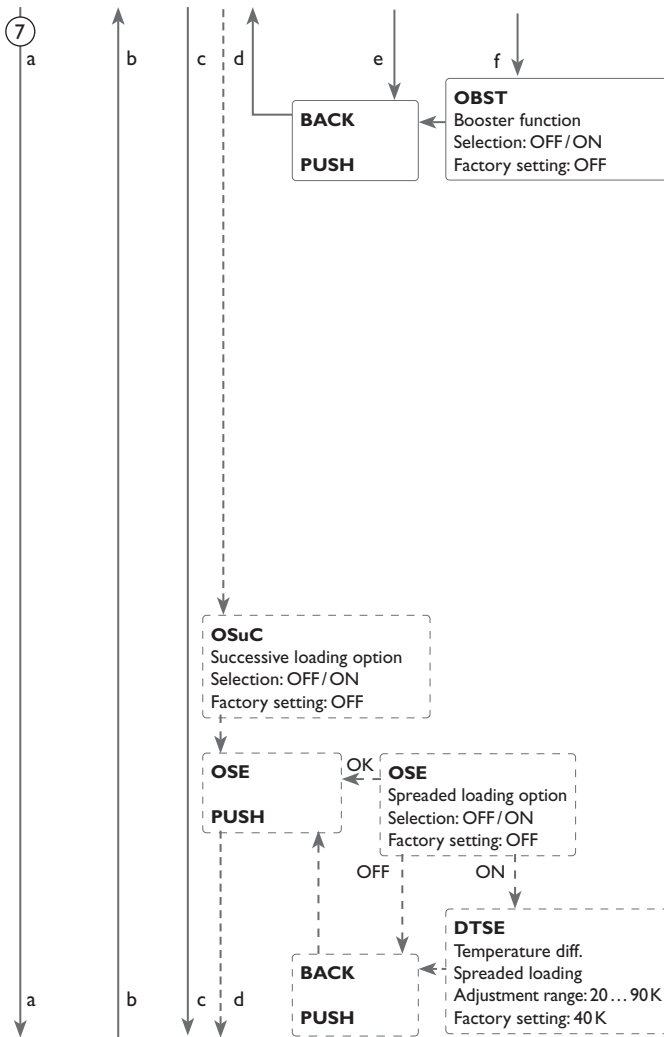 7
a
b
c
d
e
f
BACK
PUSH
OBST
Booster function
Selection: OFF / ON
Factory setting: OFF
OSuC
Successive loading option
Selection: OFF / ON
Factory setting: OFF
OSE
PUSH
OK
OSE
Spreaded loading option
Selection: OFF / ON
Factory setting: OFF
OFF
ON
BACK
PUSH
DTSE
Temperature diff.
Spreaded loading
Adjustment range: 20 … 90 K
Factory setting: 40 K
a
b
c
d